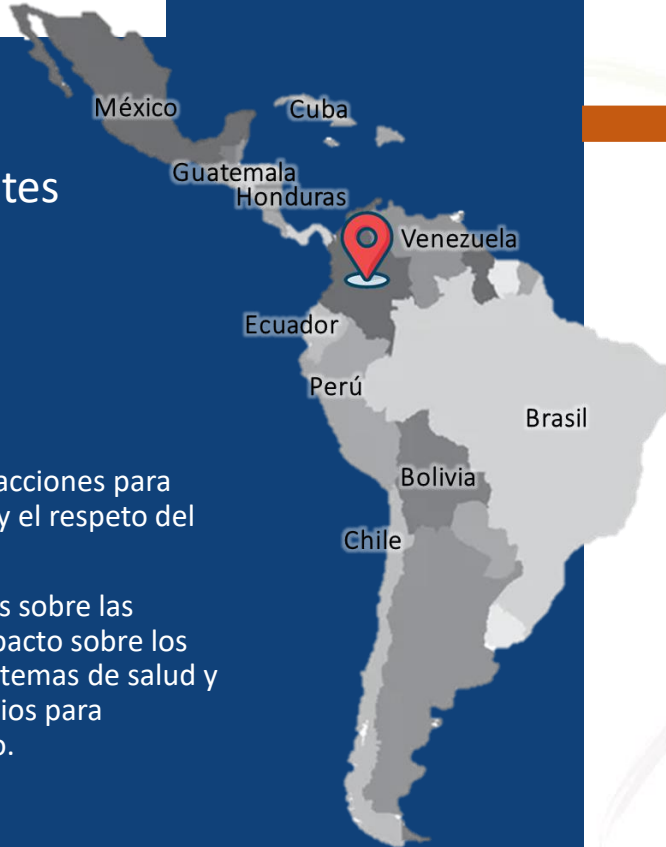 México
Cuba
tes
Guatemala
Honduras
Venezuela
Ecuador
Perú
Brasil
acciones para
Bolivia
y el respeto del
Chile
s sobre las
pacto sobre los
temas de salud y
ios para
o.